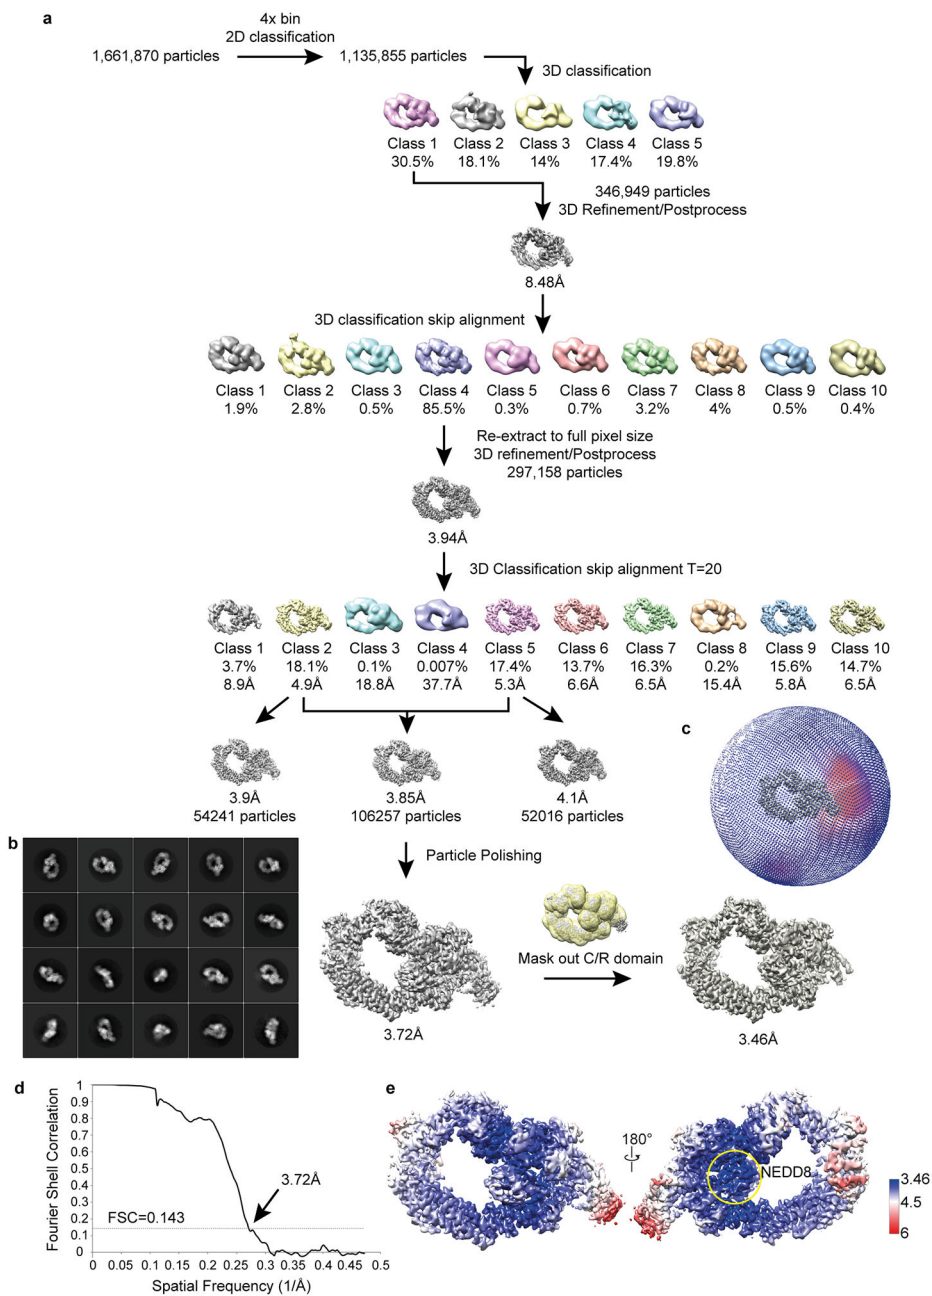 a
4x bin
2D classification
1,661,870 particles
1,135,855 particles
3D classification
Class 1 Class 2 Class 3 Class 4 Class 5
30.5% 18.1% 14% 17.4% 19.8%
346,949 particles
3D Refinement/Postprocess
8.48Å
3D classification skip alignment
Class 1 Class 2 Class 3 Class 4 Class 5 Class 6 Class 7 Class 8 Class 9 Class 10
1.9% 2.8% 0.5% 85.5% 0.3% 0.7% 3.2% 4% 0.5% 0.4%
Re-extract to full pixel size
3D refinement/Postprocess
297,158 particles
3.94Å
3D Classification skip alignment T=20
Class 1 Class 2 Class 3 Class 4 Class 5 Class 6 Class 7 Class 8 Class 9 Class 10
3.7% 18.1% 0.1% 0.007% 17.4% 13.7% 16.3% 0.2% 15.6% 14.7%
8.9Å 4.9Å 18.8Å 37.7Å 5.3Å 6.6Å 6.5Å 15.4Å 5.8Å 6.5Å
c
3.9Å 3.85Å 4.1Å
54241 particles 106257 particles 52016 particles
b
Particle Polishing
Mask out C/R domain
3.72Å
3.46Å
d
Fourier Shell Correlation
1
0.9
0.8
0.7
0.6
0.5
0.4
0.3
0.2
0.1
0
3.72Å
FSC=0.143
0 0.05 0.1 0.15 0.2 0.25 0.3 0.35 0.4 0.45 0.5
Spatial Frequency (1/Å)
e
180°
NEDD8
3.46
4.5
6